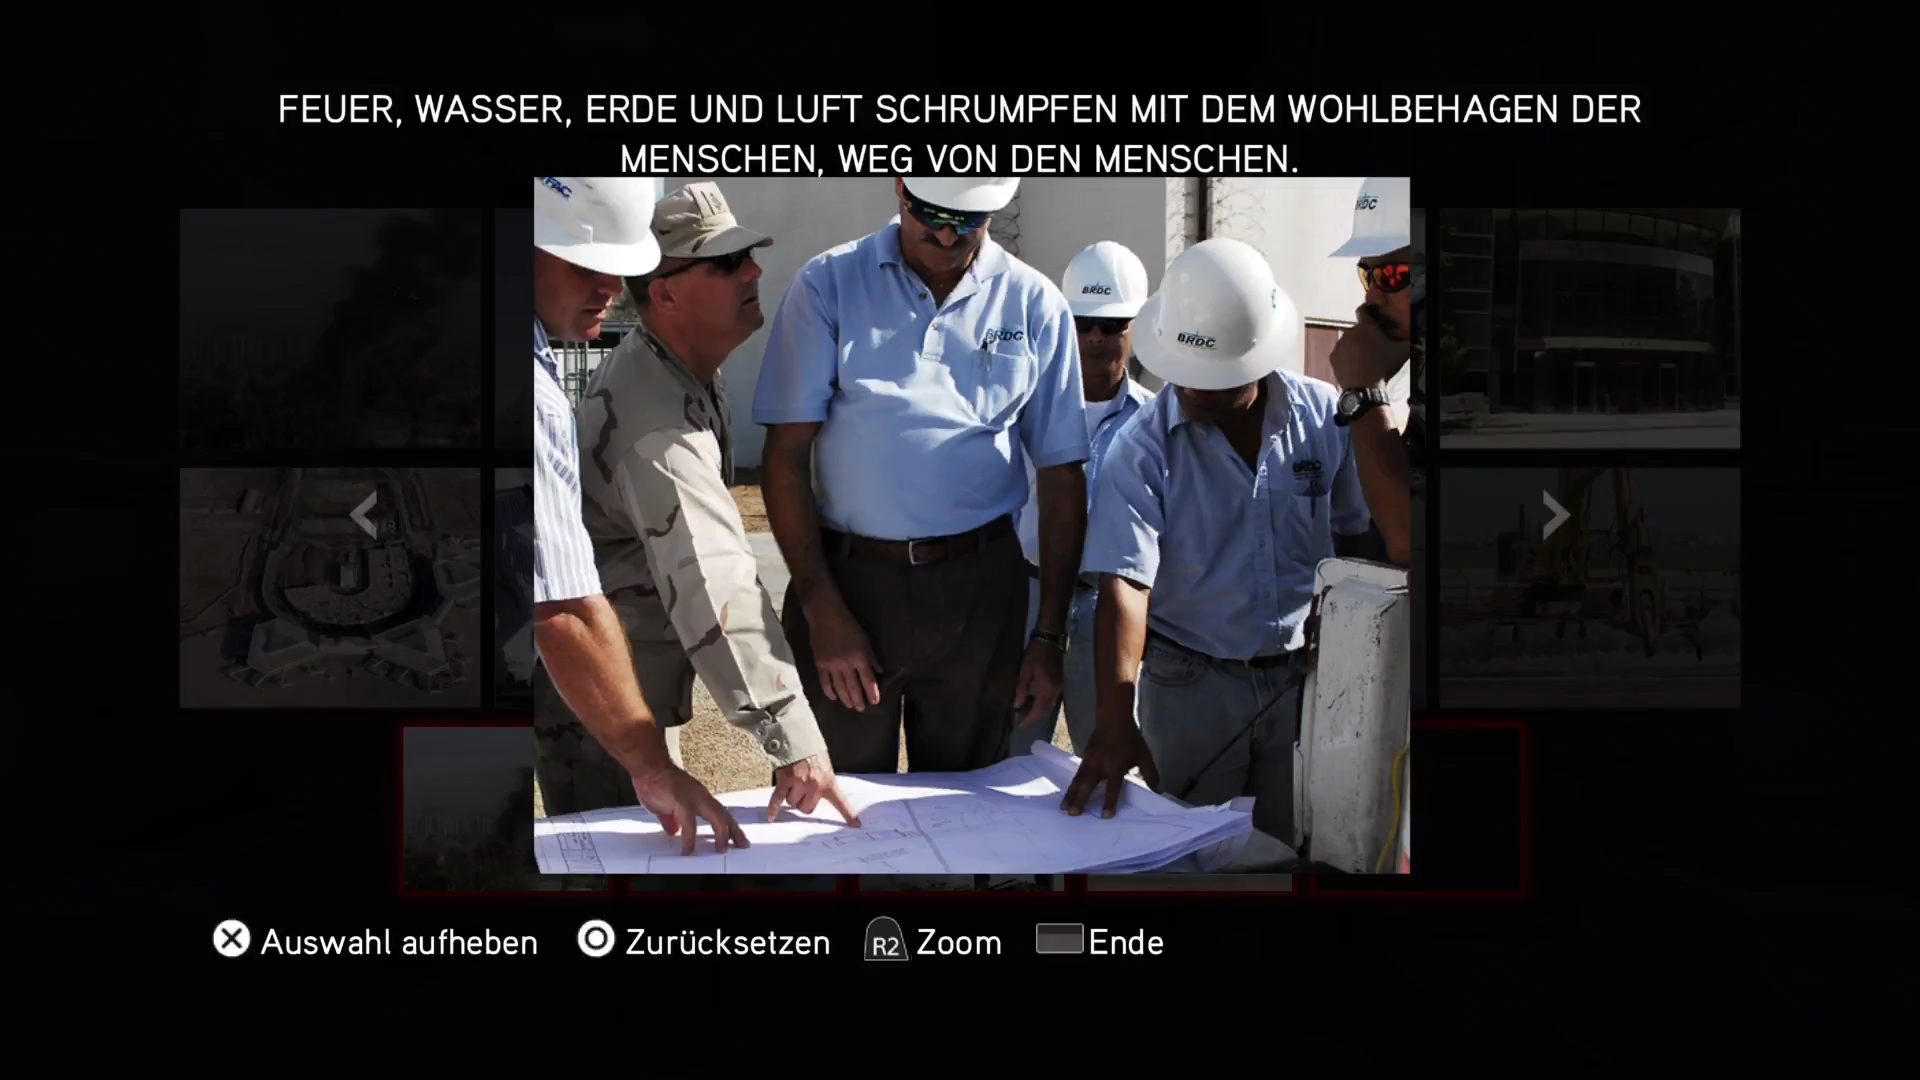 FEUER, WASSER, ERDE UND LUFT SCHRUMPFEN MIT DEM WOHLBEHAGEN DER
MENSCHEN, WEG VON DEN MENSCHEN.
BRDC
BRDC
BRDC
BRDC
Auswahl aufheben
Zurücksetzen
R2 Zoom
Ende